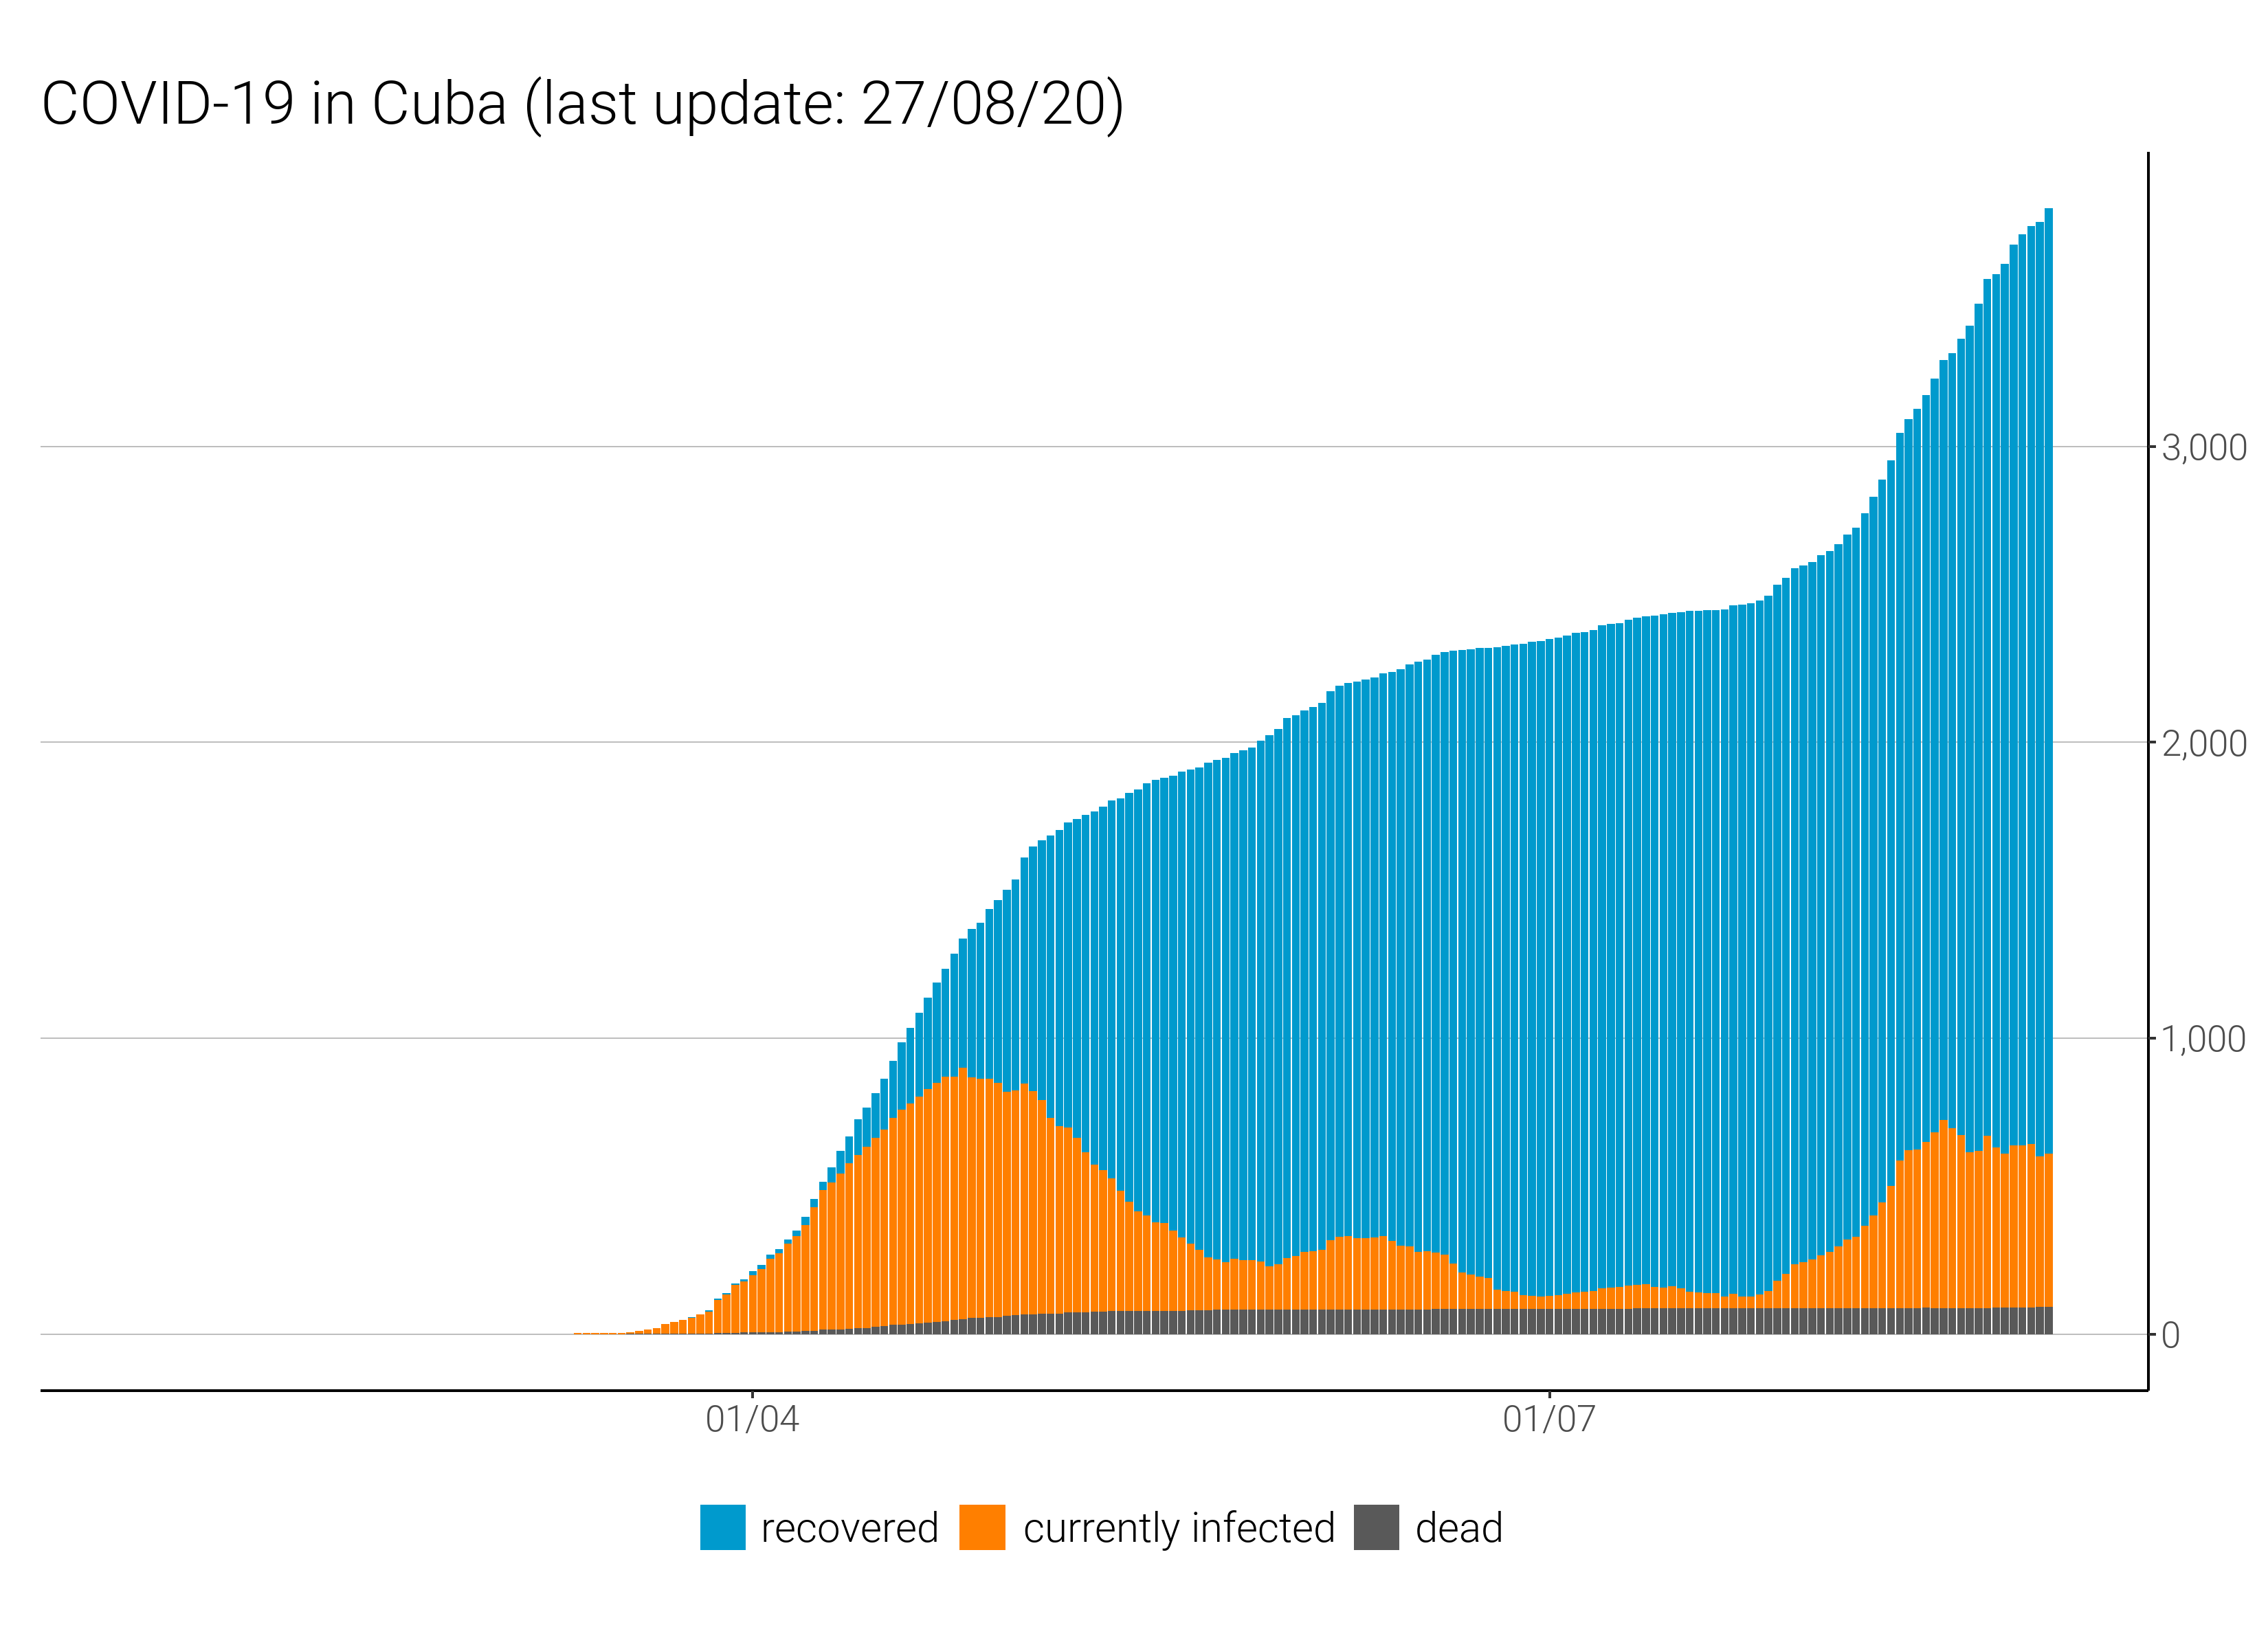 COVID-19 in Cuba (last update: 27/08/20)
3,000
2,000
1,000
0
01/04 01/07
recovered currently infected dead